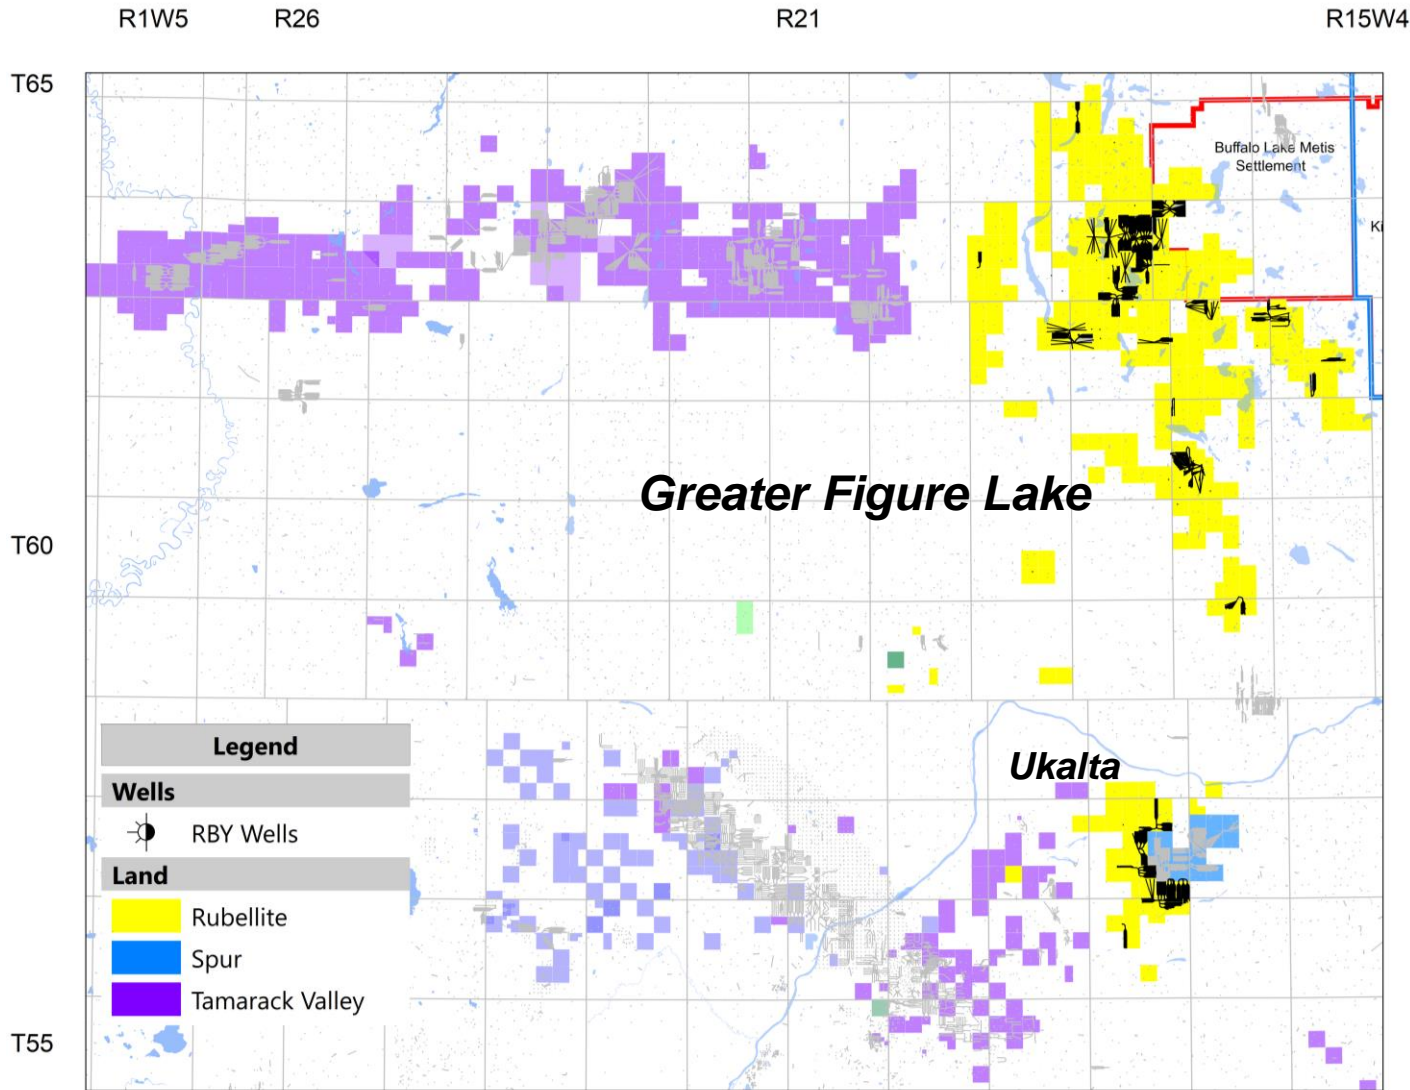 R1W5 R26 R21 R15W4
T65
Buffalo Lake Metis
Settlement
Ki
Greater Figure Lake
T60
Legend
Ukalta
Wells
RBY Wells
Land
Rubellite
Spur
Tamarack Valley
T55